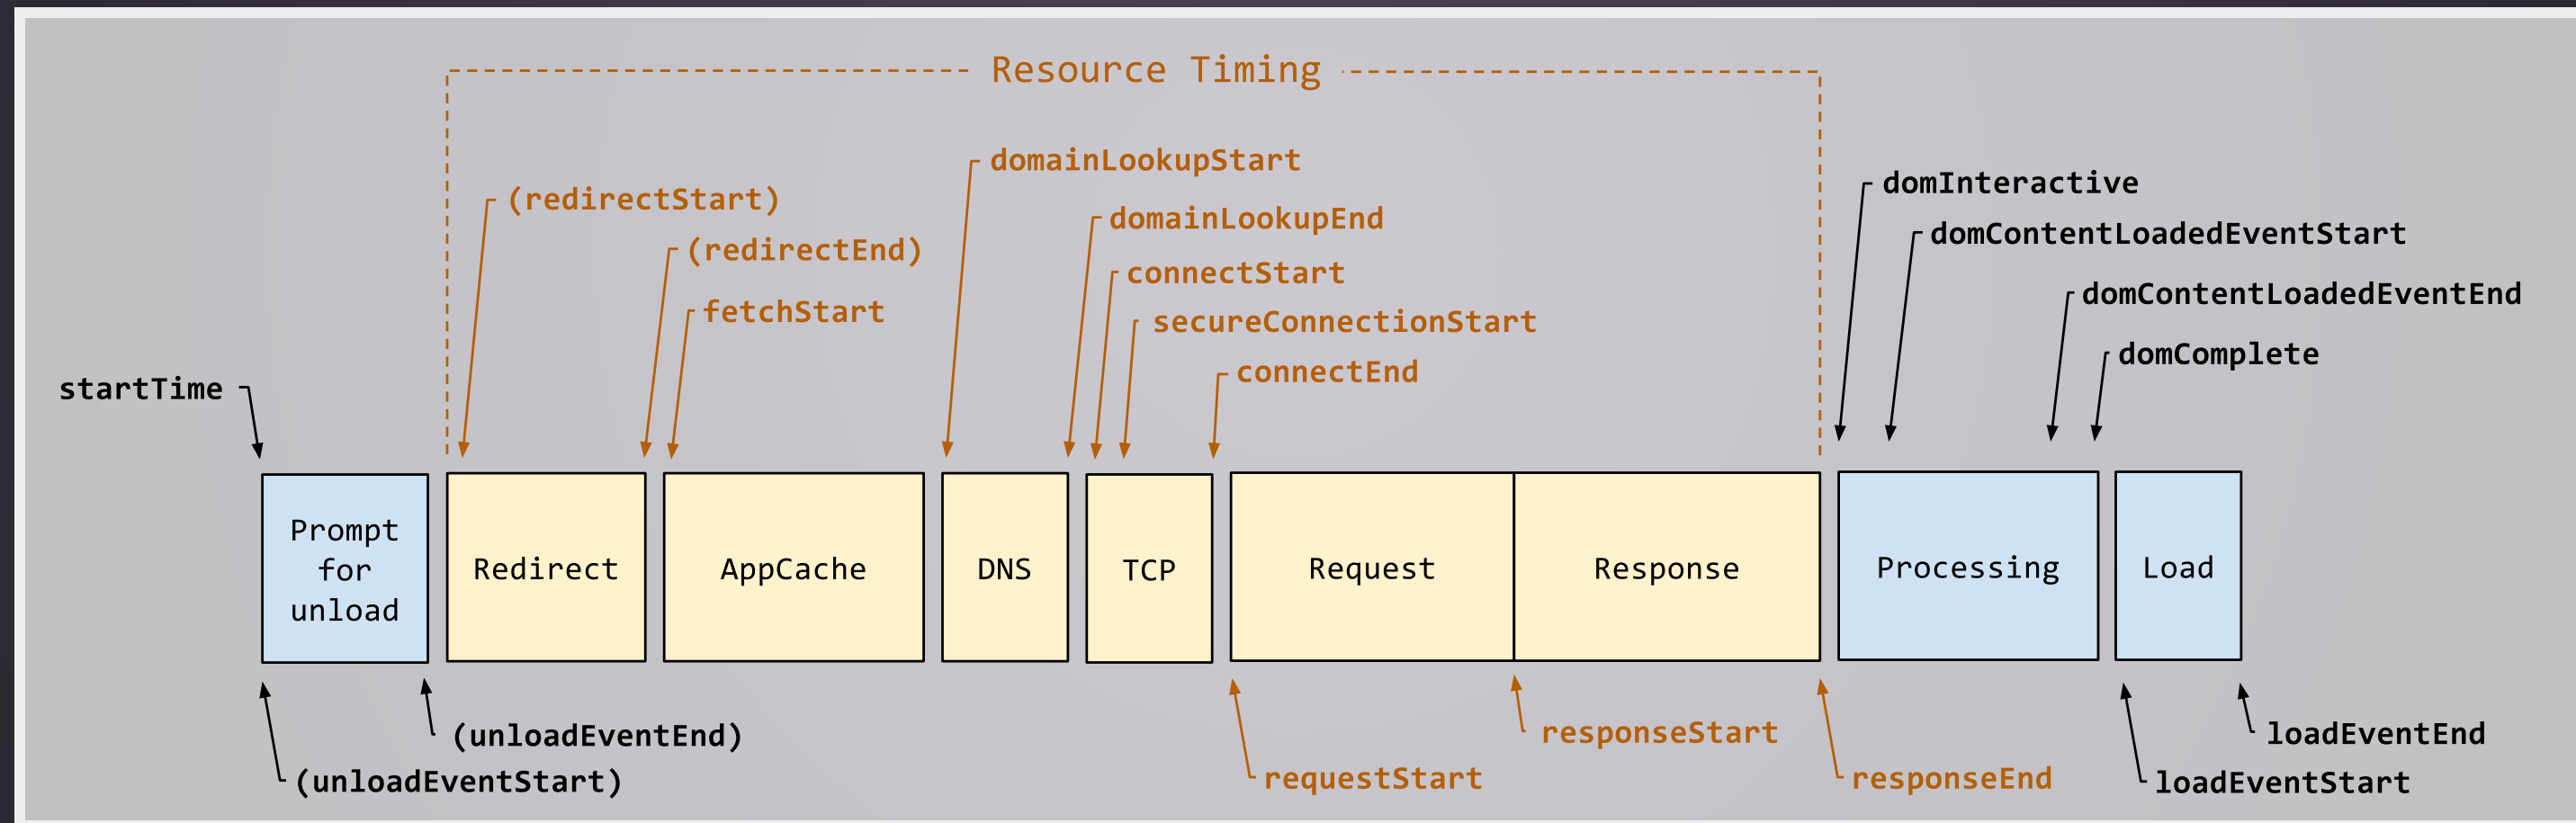 Resource Timing
domainLookupStart
(redirectStart)
domInteractive
domainLookupEnd
domContentLoadedEventStart
(redirectEnd)
connectStart
domContentLoadedEventEnd
fetchStart
secureConnectionStart
domComplete
connectEnd
startTime
Prompt
for
unload
Redirect
AppCache
DNS
TCP
Request
Response
Processing
Load
(unloadEventEnd)
responseStart
loadEventEnd
(unloadEventStart)
requestStart
responseEnd
loadEventStart